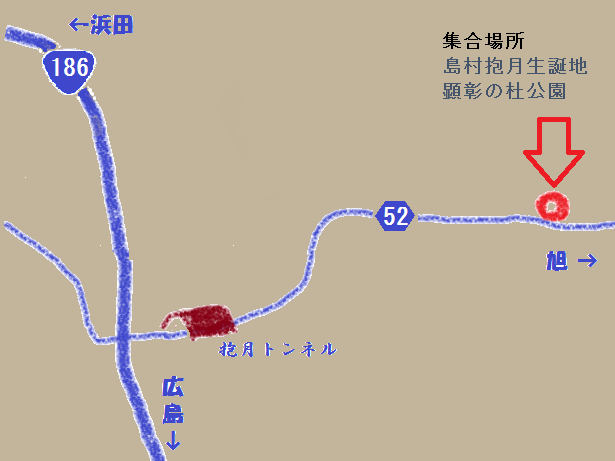 ←浜田
186
集合場所
島村抱月生誕地
顕彰の杜公園
52
旭→
抱月トンネル
広島↓